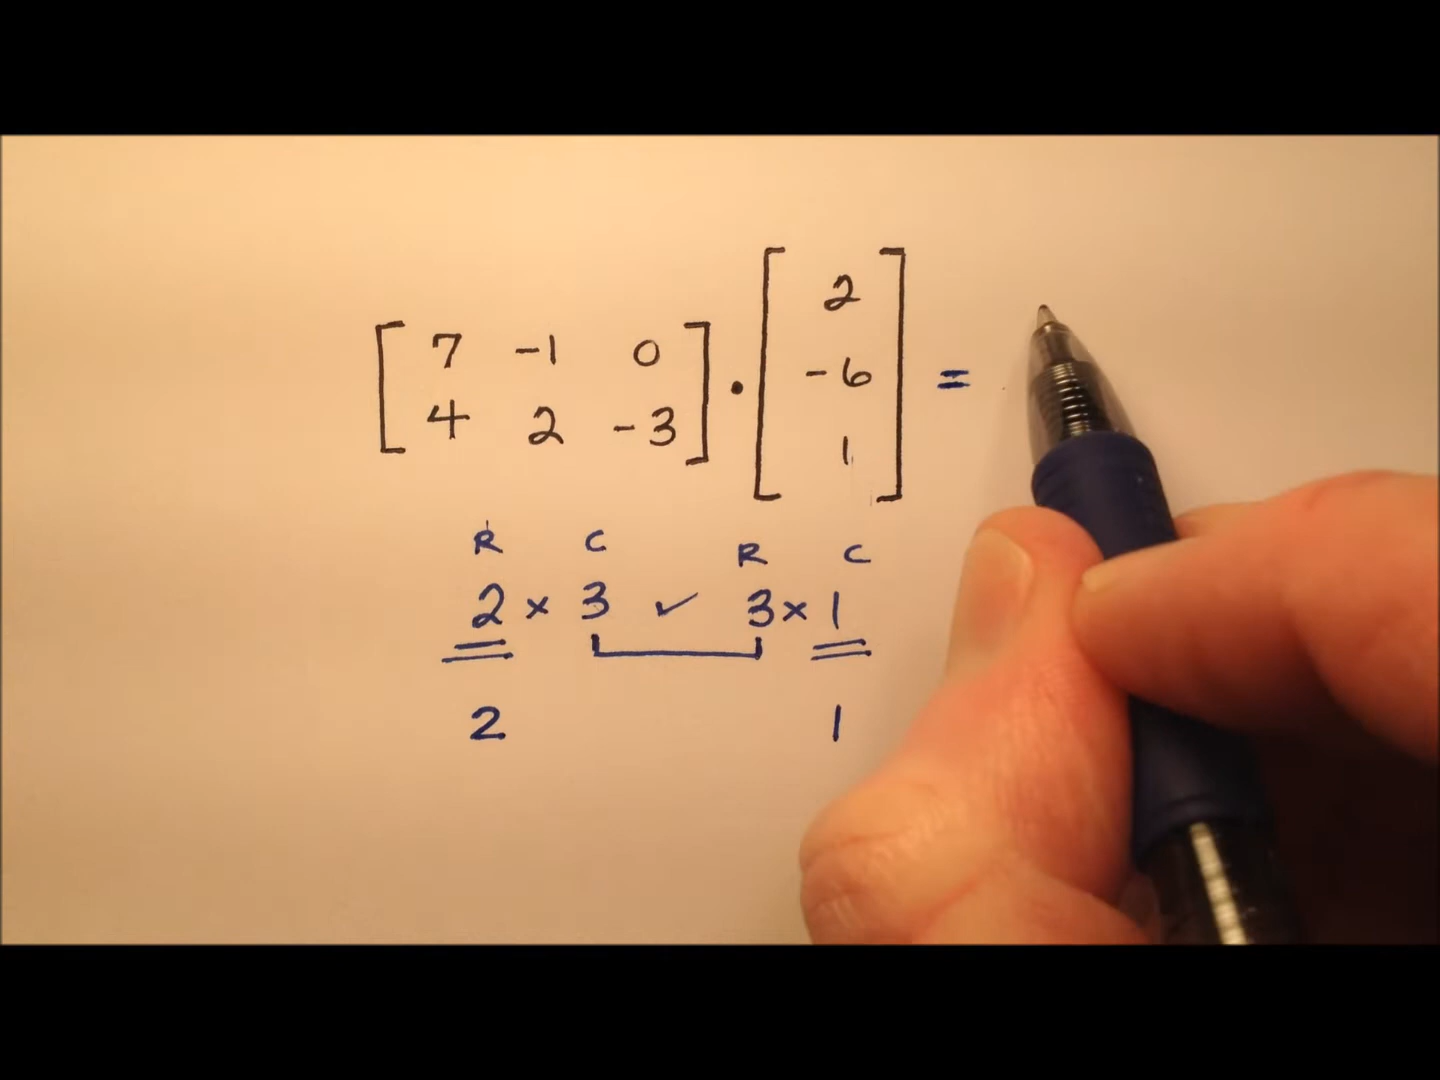 [ 7 -1 0 ] · [ 2 ] =
[ 4 2 -3 ] [ -6 ]
[ 1 ]
R C R C
2 × 3 ✓ 3 × 1
2 1